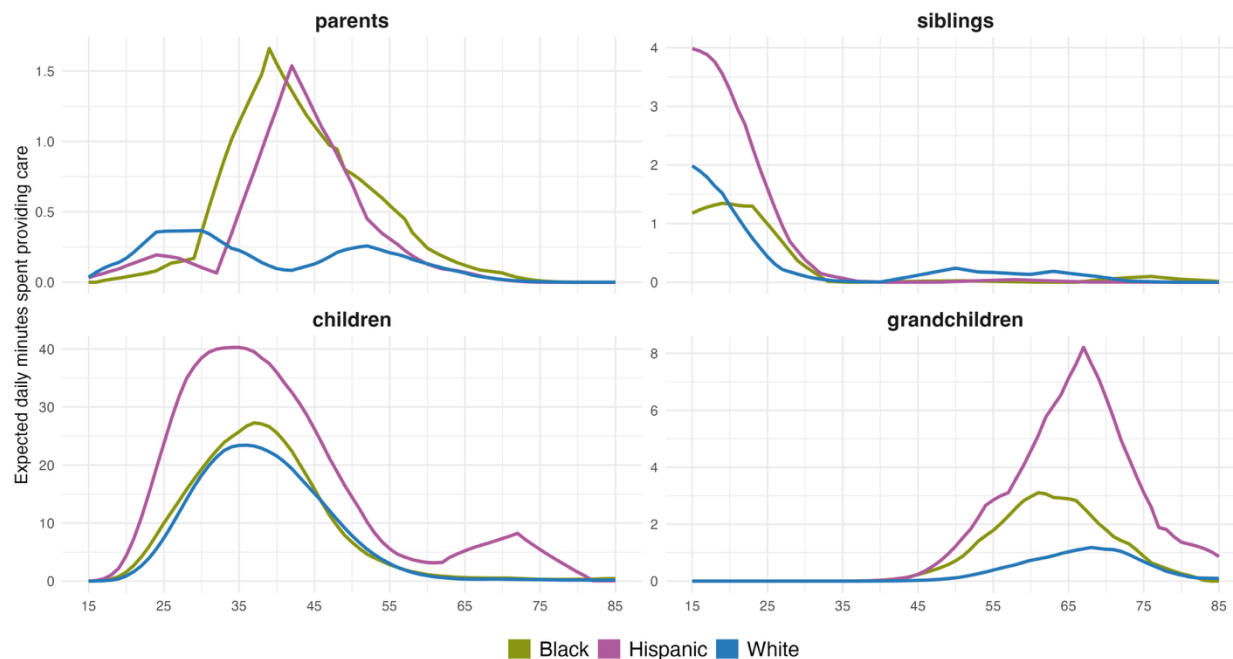 parents
siblings
Expected daily minutes spent providing care
1.5
1.0
0.5
0.0
4
3
2
1
0
children
grandchildren
40
30
20
10
0
8
6
4
2
0
15 25 35 45 55 65 75 85
15 25 35 45 55 65 75 85
Black Hispanic White